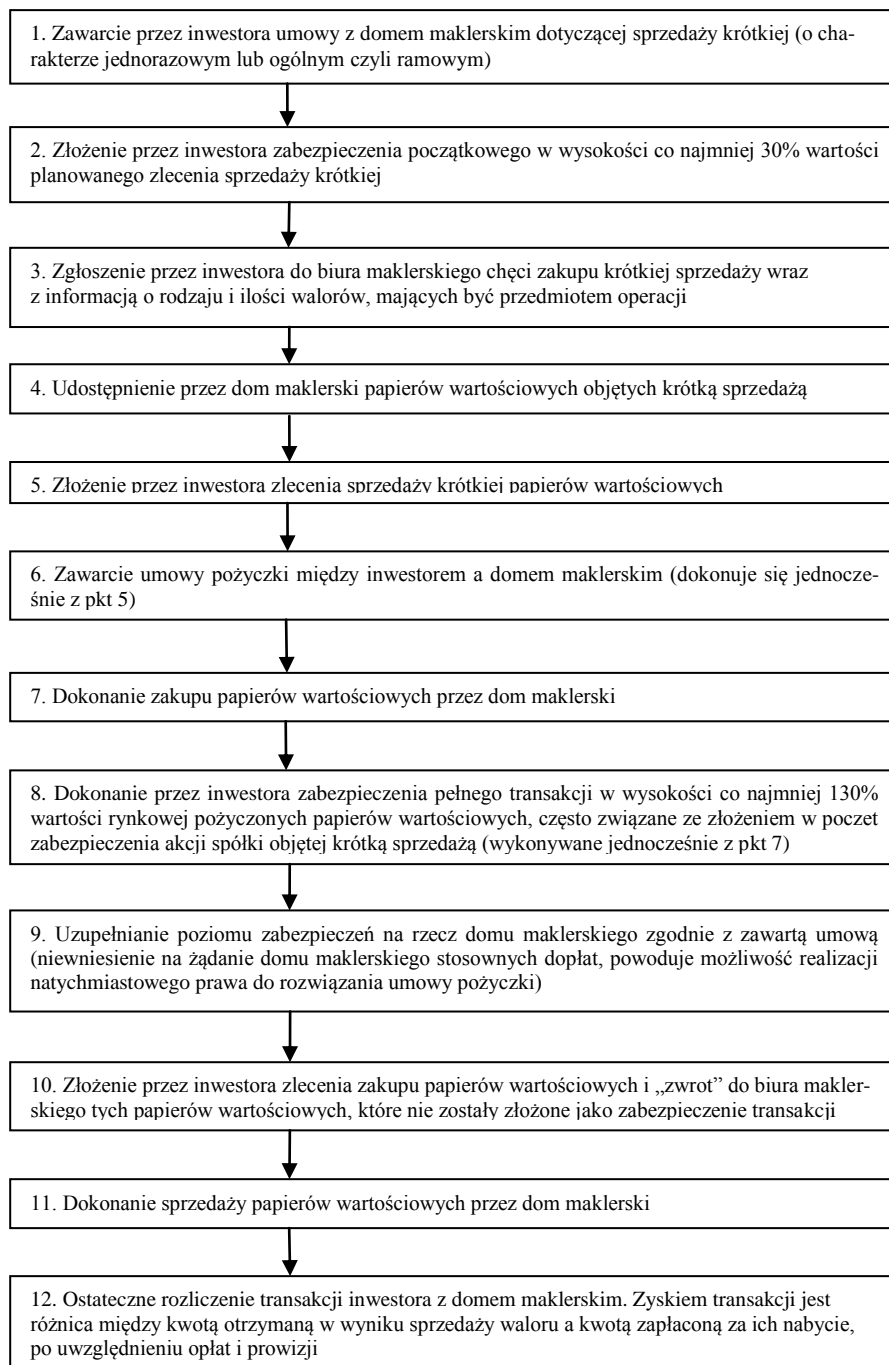 1. Zawarcie przez inwestora umowy z domem maklerskim dotyczącej sprzedaży krótkiej (o cha-
rakterze jednorazowym lub ogólnym czyli ramowym)
2. Złożenie przez inwestora zabezpieczenia początkowego w wysokości co najmniej 30% wartości
planowanego zlecenia sprzedaży krótkiej
3. Zgłoszenie przez inwestora do biura maklerskiego chęci zakupu krótkiej sprzedaży wraz
z informacją o rodzaju i ilości walorów, mających być przedmiotem operacji
4. Udostępnienie przez dom maklerski papierów wartościowych objętych krótką sprzedażą
5. Złożenie przez inwestora zlecenia sprzedaży krótkiej papierów wartościowych
6. Zawarcie umowy pożyczki między inwestorem a domem maklerskim (dokonuje się jednocze-
śnie z pkt 5)
7. Dokonanie zakupu papierów wartościowych przez dom maklerski
8. Dokonanie przez inwestora zabezpieczenia pełnego transakcji w wysokości co najmniej 130%
wartości rynkowej pożyczonych papierów wartościowych, często związane ze złożeniem w poczet
zabezpieczenia akcji spółki objętej krótką sprzedażą (wykonywane jednocześnie z pkt 7)
9. Uzupełnianie poziomu zabezpieczeń na rzecz domu maklerskiego zgodnie z zawartą umową
(niewniesienie na żądanie domu maklerskiego stosownych dopłat, powoduje możliwość realizacji
natychmiastowego prawa do rozwiązania umowy pożyczki)
10. Złożenie przez inwestora zlecenia zakupu papierów wartościowych i „zwrot” do biura makler-
skiego tych papierów wartościowych, które nie zostały złożone jako zabezpieczenie transakcji
11. Dokonanie sprzedaży papierów wartościowych przez dom maklerski
12. Ostateczne rozliczenie transakcji inwestora z domem maklerskim. Zyskiem transakcji jest
różnica między kwotą otrzymaną w wyniku sprzedaży waloru a kwotą zapłaconą za ich nabycie,
po uwzględnieniu opłat i prowizji